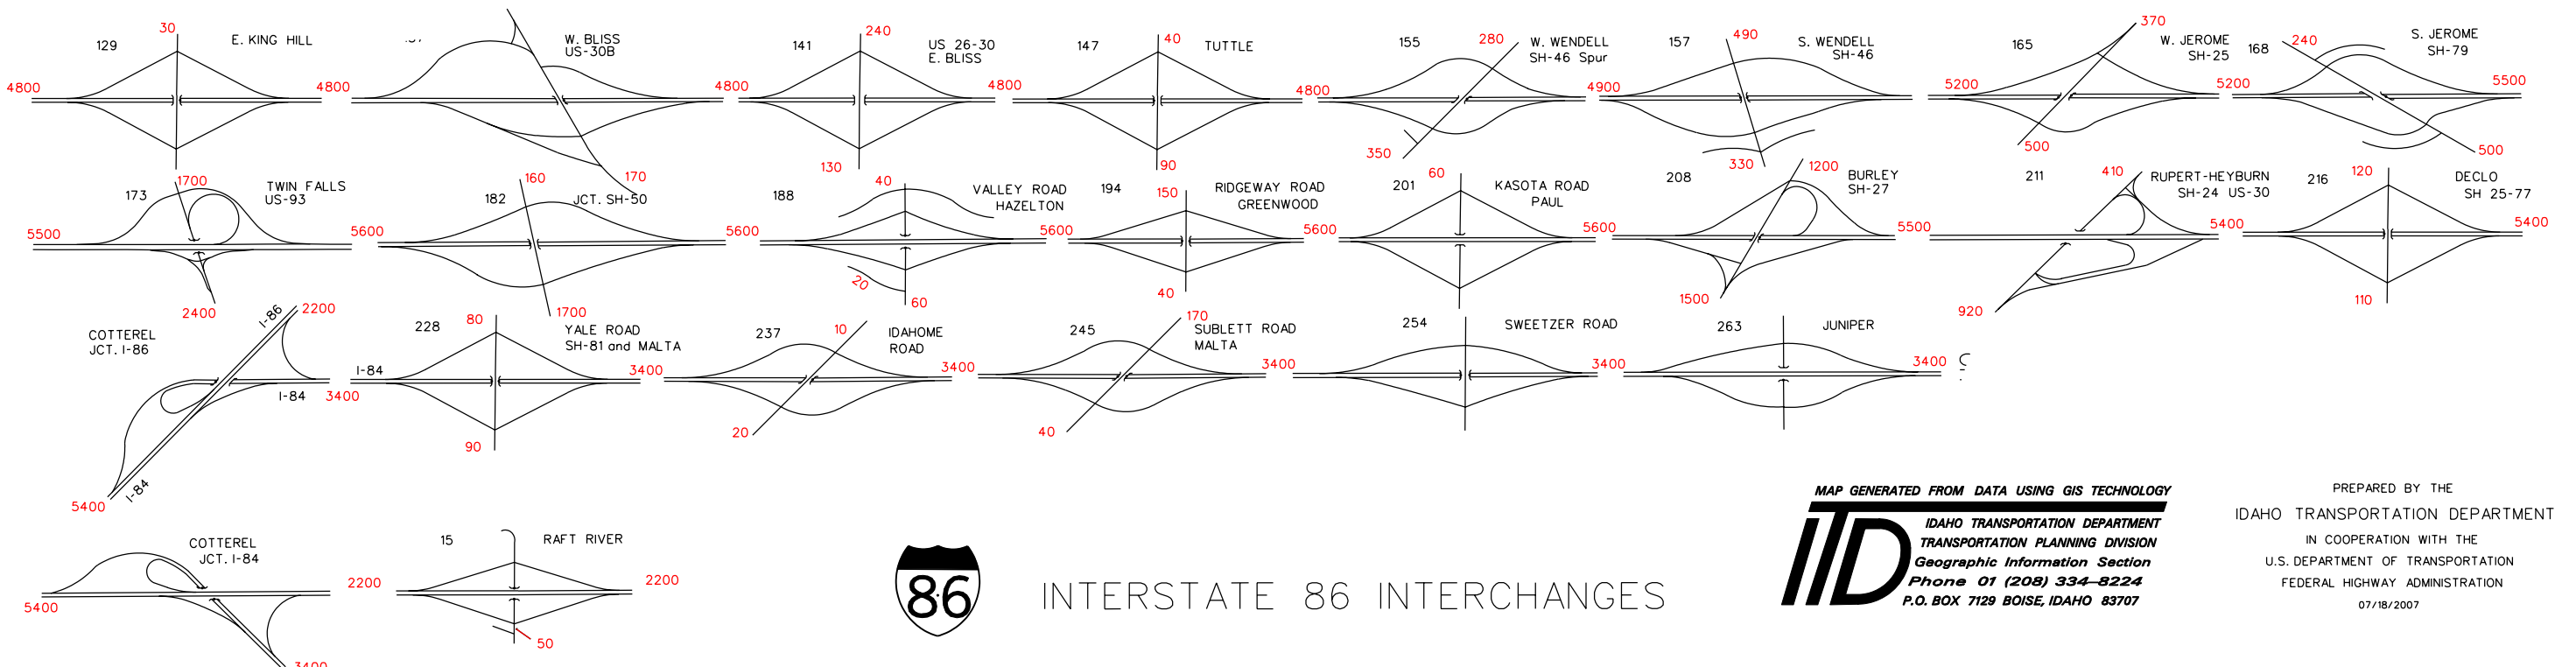 30
129
E. KING HILL
4800
4800
W. BLISS
US-30B
170
141
240
US 26-30
E. BLISS
4800
4800
130
147
40
TUTTLE
90
155
280
W. WENDELL
SH-46 Spur
4800
350
157
490
S. WENDELL
SH-46
4900
330
165
370
W. JEROME
SH-25
5200
500
168
240
S. JEROME
SH-79
5200
5500
500
173
1700
TWIN FALLS
US-93
5500
2400
182
160
JCT. SH-50
5600
1700
188
40
VALLEY ROAD
HAZELTON
5600
20
60
194
150
RIDGEWAY ROAD
GREENWOOD
5600
40
201
60
KASOTA ROAD
PAUL
5600
208
1200
BURLEY
SH-27
5600
1500
211
410
RUPERT-HEYBURN
SH-24 US-30
5500
920
216
120
DECLO
SH 25-77
5400
5400
110
COTTEREL
JCT. I-86
I-86
2200
I-84
3400
5400
I-84
228
80
YALE ROAD
SH-81 and MALTA
I-84
3400
90
237
10
IDAHOME
ROAD
3400
20
245
170
SUBLETT ROAD
MALTA
3400
40
254
SWEETZER ROAD
3400
263
JUNIPER
3400
COTTEREL
JCT. I-84
5400
2200
3400
15
RAFT RIVER
2200
50
86
INTERSTATE 86 INTERCHANGES
MAP GENERATED FROM DATA USING GIS TECHNOLOGY
ITD
IDAHO TRANSPORTATION DEPARTMENT
TRANSPORTATION PLANNING DIVISION
Geographic Information Section
Phone 01 (208) 334-8224
P.O. BOX 7129 BOISE, IDAHO 83707
PREPARED BY THE
IDAHO TRANSPORTATION DEPARTMENT
IN COOPERATION WITH THE
U.S. DEPARTMENT OF TRANSPORTATION
FEDERAL HIGHWAY ADMINISTRATION
07/18/2007